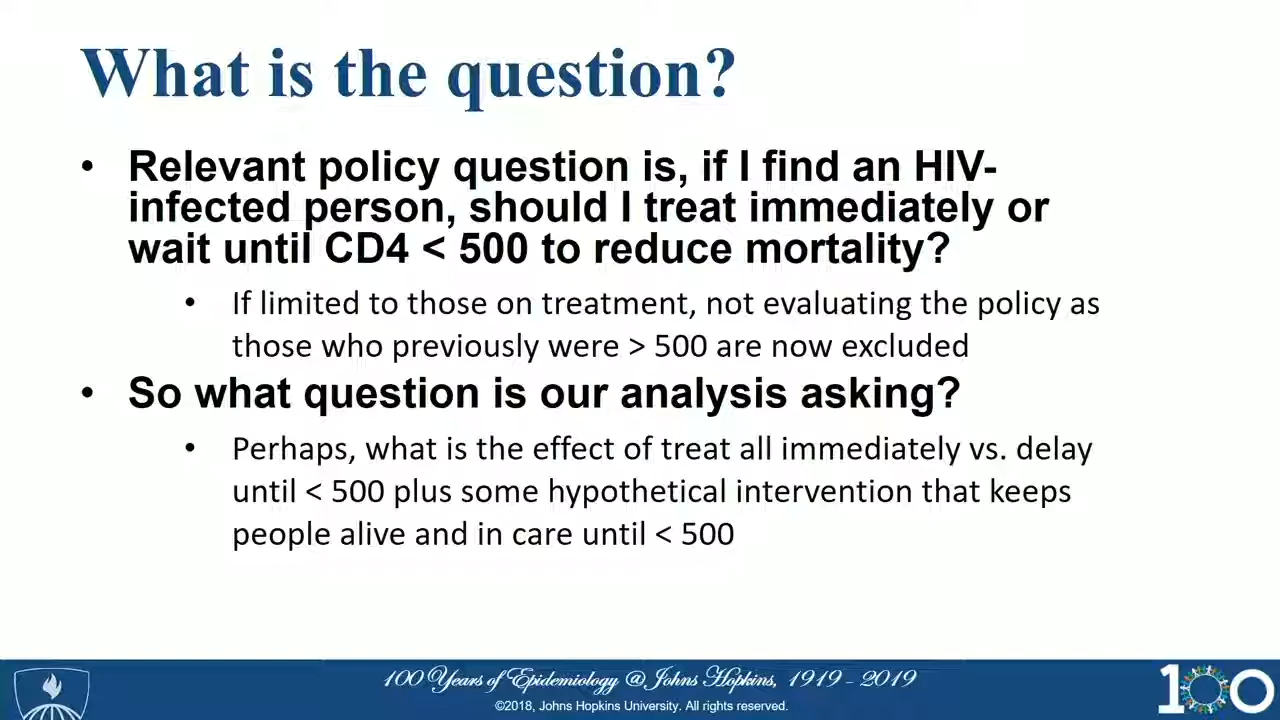 What is the question?
• Relevant policy question is, if I find an HIV-
infected person, should I treat immediately or
wait until CD4 < 500 to reduce mortality?
• If limited to those on treatment, not evaluating the policy as
those who previously were > 500 are now excluded
• So what question is our analysis asking?
• Perhaps, what is the effect of treat all immediately vs. delay
until < 500 plus some hypothetical intervention that keeps
people alive and in care until < 500
100 Years of Epidemiology @ Johns Hopkins, 1919 - 2019
©2018, Johns Hopkins University. All rights reserved.
100